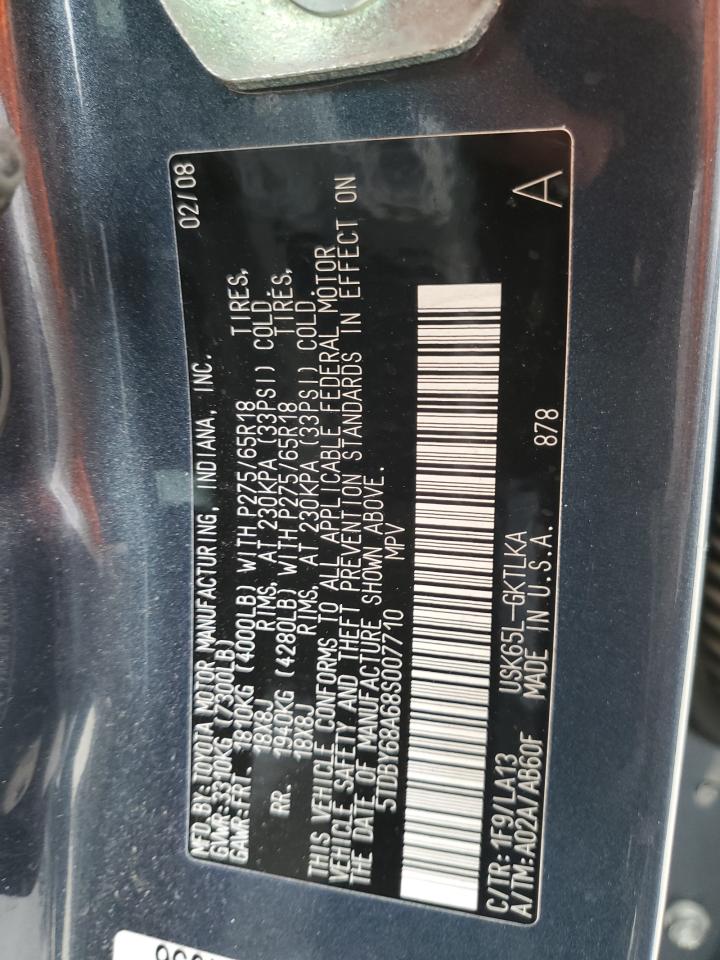 MFD. BY: TOYOTA MOTOR MANUFACTURING, INDIANA, INC. 02/08
GVWR: 3310KG (7300LB)
GAWR: FRT. 1810KG (4000LB) WITH P275/65R18 TIRES,
18X8J RIMS, AT 230KPA (33PSI) COLD.
RR. 1940KG (4280LB) WITH P275/65R18 TIRES,
18X8J RIMS, AT 230KPA (33PSI) COLD.
THIS VEHICLE CONFORMS TO ALL APPLICABLE FEDERAL MOTOR
VEHICLE SAFETY AND THEFT PREVENTION STANDARDS IN EFFECT ON
THE DATE OF MANUFACTURE SHOWN ABOVE.
5TDBY68A68S007710 MPV
C/TR: 1F9/LA13 USK65L-GKTLKA 878 A
A/TM: A02A/AB60F MADE IN U.S.A.